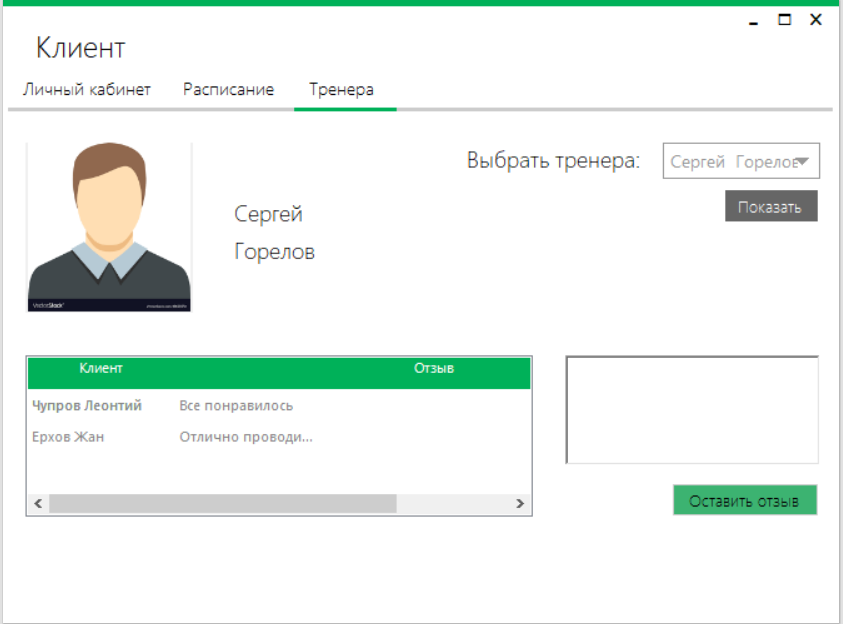 Клиент
Личный кабинет Расписание Тренера
Выбрать тренера: Сергей Горелов
Показать
Сергей
Горелов
VectorStock
Клиент Отзыв
Чупров Леонтий Все понравилось
Ерхов Жан Отлично проводи...
Оставить отзыв